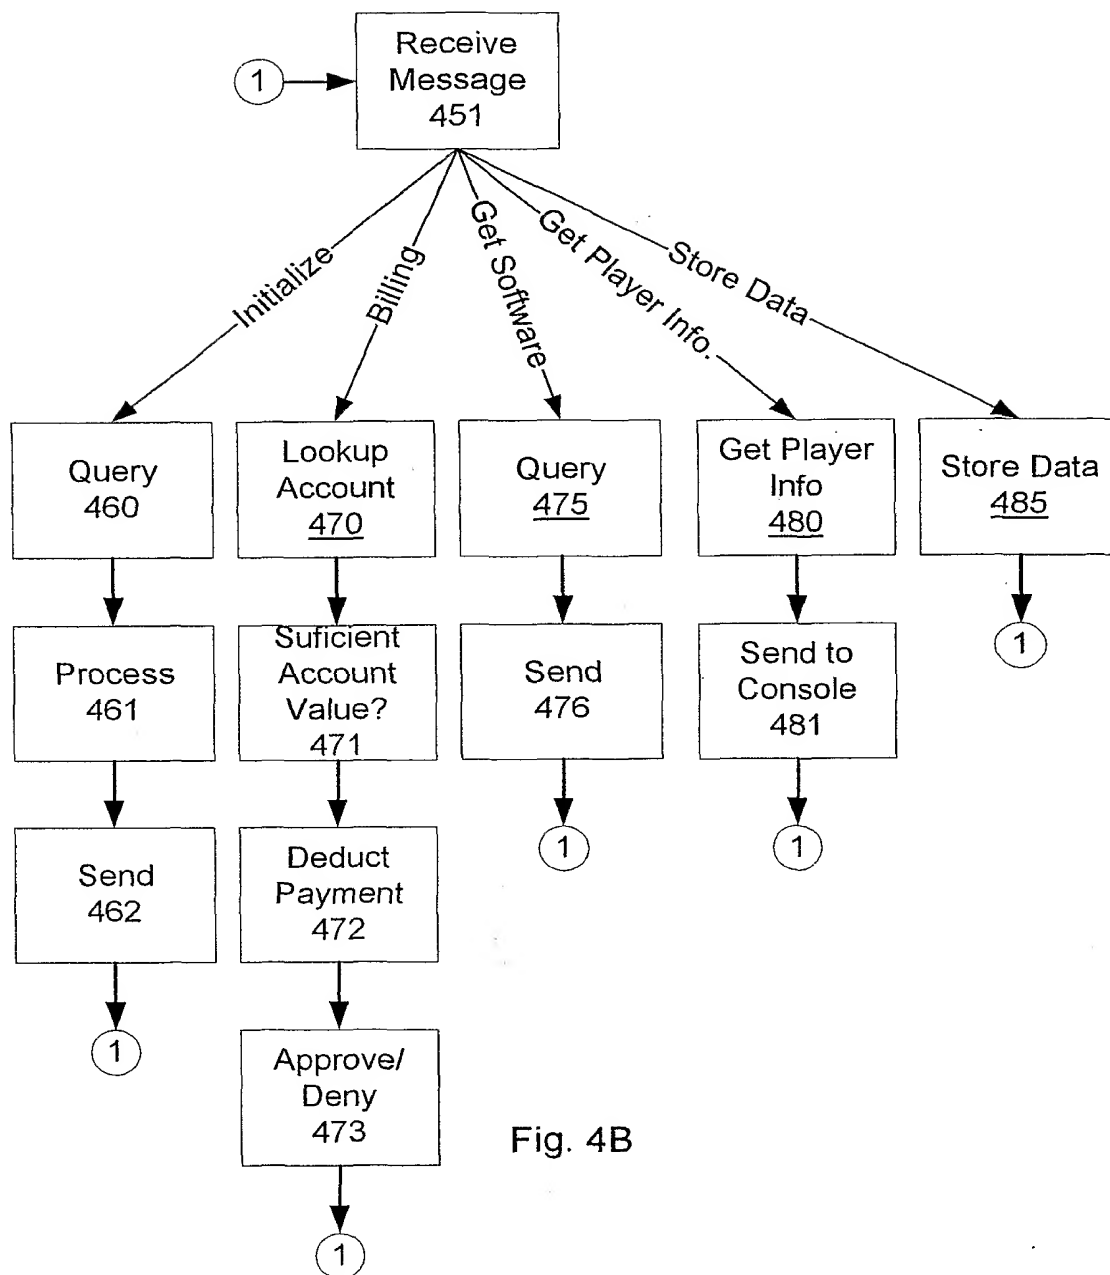 Receive
Message
451
1
Initialize
Billing
Get Software
Get Player Info.
Store Data
Query
460
Lookup
Account
470
Query
475
Get Player
Info
480
Store Data
485
Process
461
Suficient
Account
Value?
471
Send
476
Send to
Console
481
1
Send
462
Deduct
Payment
472
1
1
1
Approve/
Deny
473
Fig. 4B
1